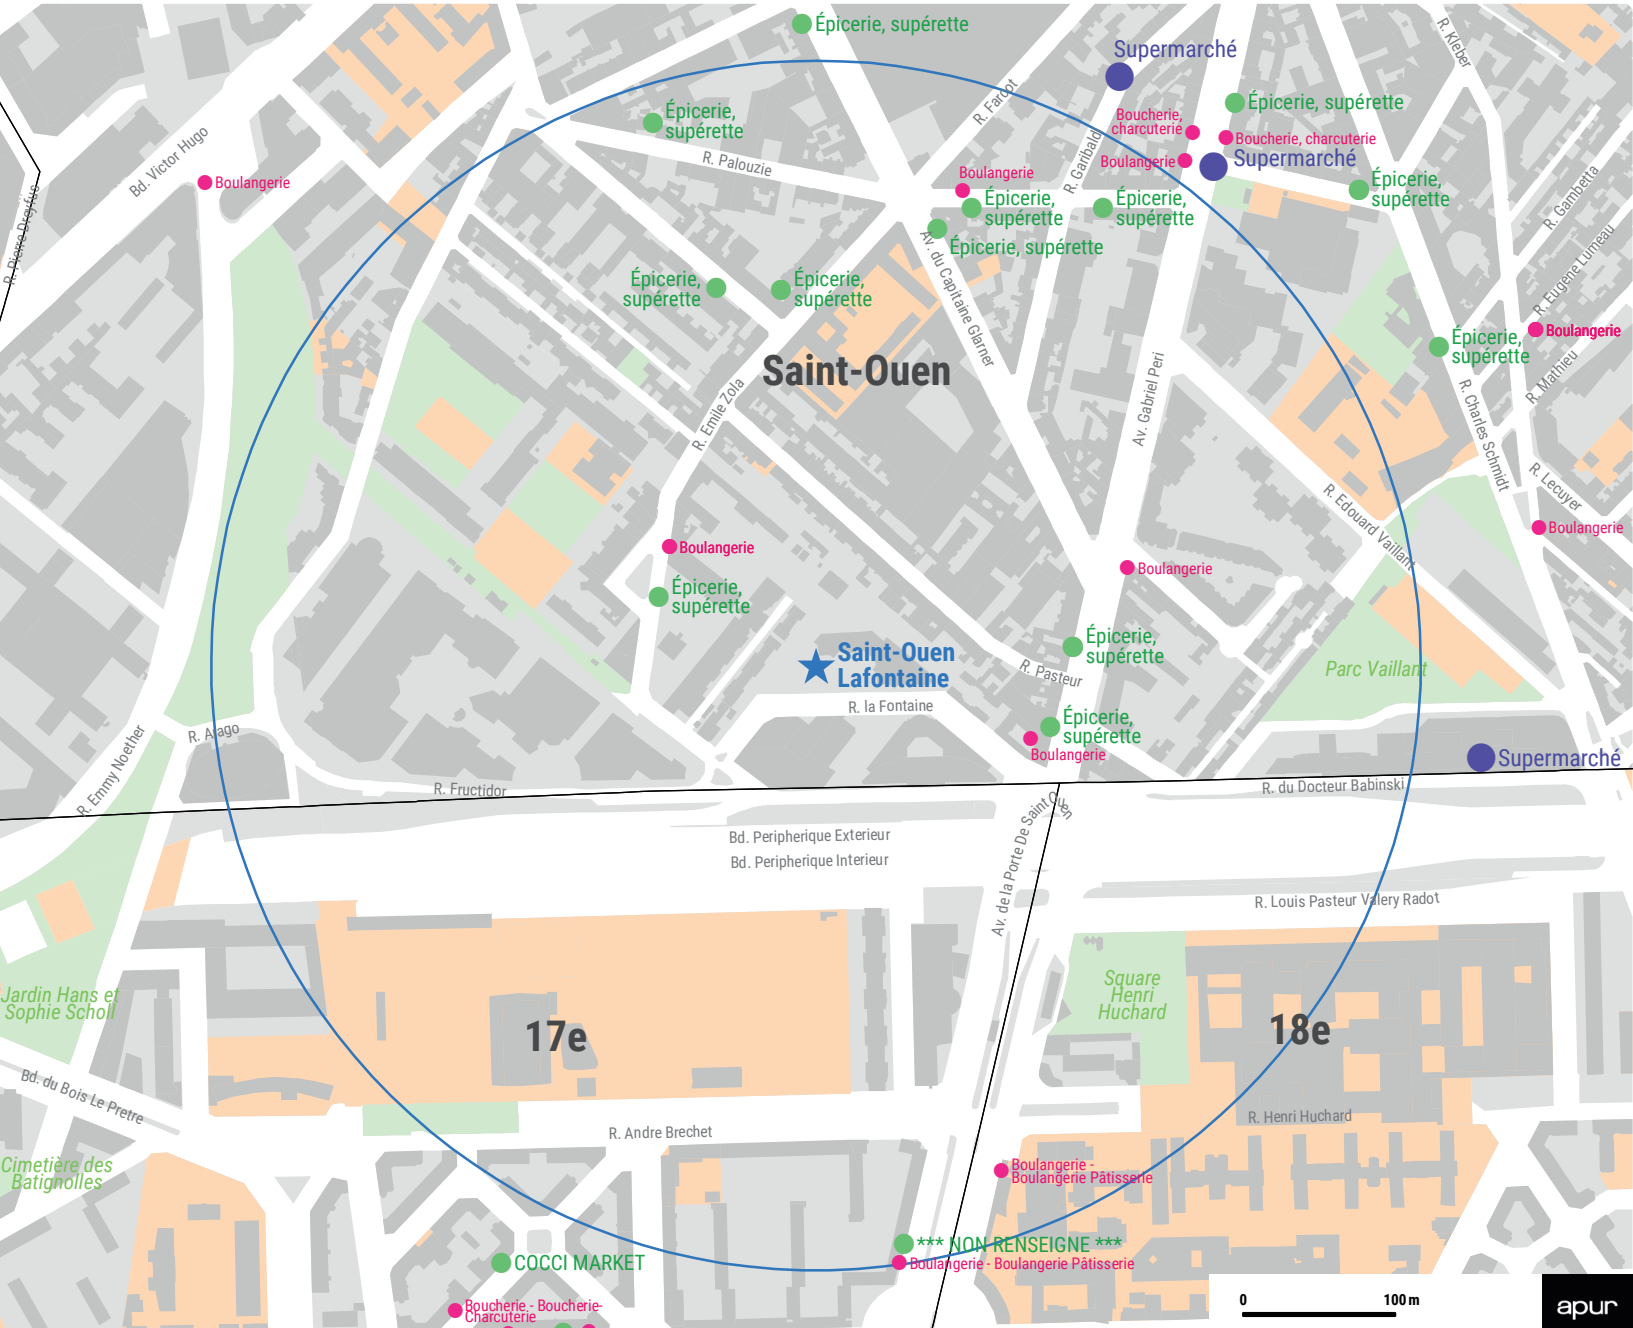 Épicerie, supérette
Supermarché
R. Kleber
R. Farcot
Épicerie,
supérette
Épicerie, supérette
Boucherie,
charcuterie
Boucherie, charcuterie
Bd. Victor Hugo
R. Palouzie
R. Garibaldi
Boulangerie
Supermarché
Boulangerie
Boulangerie
Épicerie,
supérette
R. Gambetta
R. Pierre Dreyfus
Épicerie,
supérette
Épicerie,
supérette
Épicerie, supérette
Av. du Capitaine Glarner
R. Eugene Lumeau
Épicerie,
supérette
Épicerie,
supérette
Boulangerie
Épicerie,
supérette
Saint-Ouen
R. Mathieu
R. Emile Zola
Av. Gabriel Peri
R. Charles Schmidt
R. Lecuyer
R. Edouard Vaillant
Boulangerie
Boulangerie
Boulangerie
Épicerie,
supérette
Saint-Ouen
Lafontaine
Épicerie,
supérette
R. Pasteur
Parc Vaillant
R. la Fontaine
Épicerie,
supérette
Boulangerie
R. Arago
R. Emmy Noether
Supermarché
R. Fructidor
R. du Docteur Babinski
Av. de la Porte De Saint Ouen
Bd. Peripherique Exterieur
Bd. Peripherique Interieur
R. Louis Pasteur Valery Radot
Jardin Hans et
Sophie Scholl
Square
Henri
Huchard
17e
18e
Bd. du Bois Le Pretre
R. Henri Huchard
R. Andre Brechet
Cimetière des
Batignolles
Boulangerie -
Boulangerie Pâtisserie
*** NON RENSEIGNE ***
Boulangerie - Boulangerie Pâtisserie
COCCI MARKET
Boucherie - Boucherie-
Charcuterie
0 100 m
apur